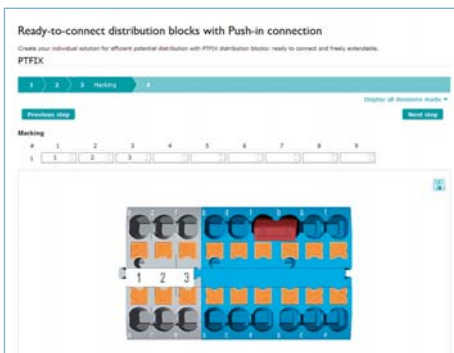 Ready-to-connect distribution blocks with Push-in connection
Create your individual solution for efficient potential distribution with PTFIX distribution blocks: ready to connect and freely extendable.
PTFIX
1 2 3 Marking 4
Display all decisions made
Previous step Next step
Marking
# 1 2 3 4 5 6 7 8
1 1 2 3
1 2 3